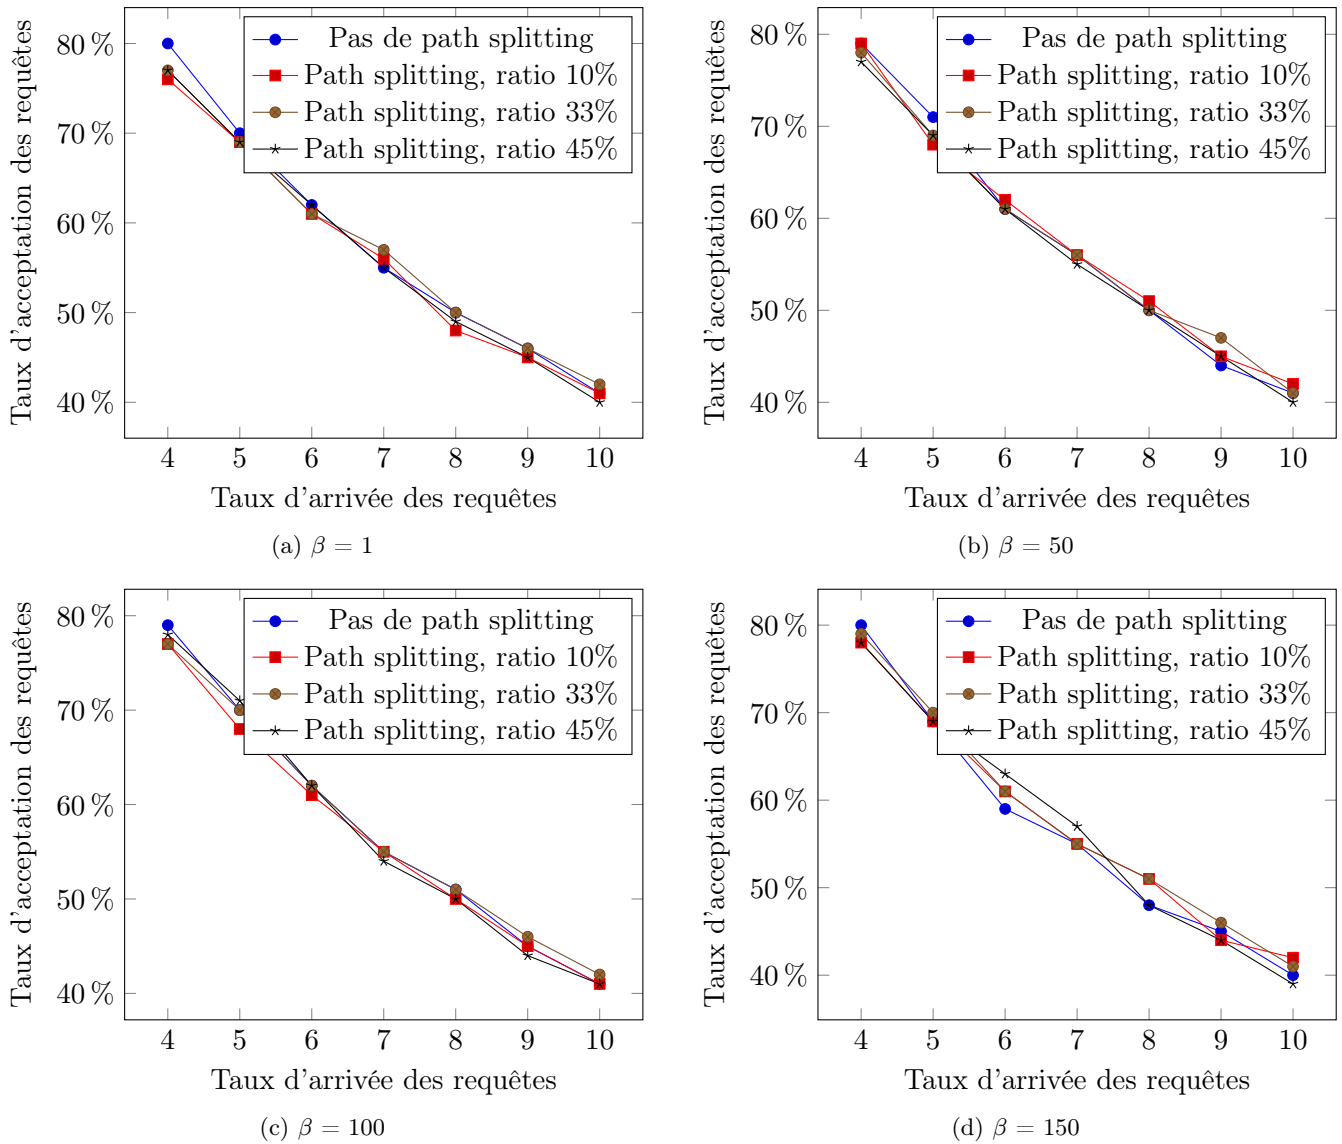 80 %
70 %
60 %
50 %
40 %
Taux d'acceptation des requêtes
Pas de path splitting
Path splitting, ratio 10%
Path splitting, ratio 33%
Path splitting, ratio 45%
4 5 6 7 8 9 10
Taux d'arrivée des requêtes
(a) β = 1
80 %
70 %
60 %
50 %
40 %
Taux d'acceptation des requêtes
Pas de path splitting
Path splitting, ratio 10%
Path splitting, ratio 33%
Path splitting, ratio 45%
4 5 6 7 8 9 10
Taux d'arrivée des requêtes
(b) β = 50
80 %
70 %
60 %
50 %
40 %
Taux d'acceptation des requêtes
Pas de path splitting
Path splitting, ratio 10%
Path splitting, ratio 33%
Path splitting, ratio 45%
4 5 6 7 8 9 10
Taux d'arrivée des requêtes
(c) β = 100
80 %
70 %
60 %
50 %
40 %
Taux d'acceptation des requêtes
Pas de path splitting
Path splitting, ratio 10%
Path splitting, ratio 33%
Path splitting, ratio 45%
4 5 6 7 8 9 10
Taux d'arrivée des requêtes
(d) β = 150